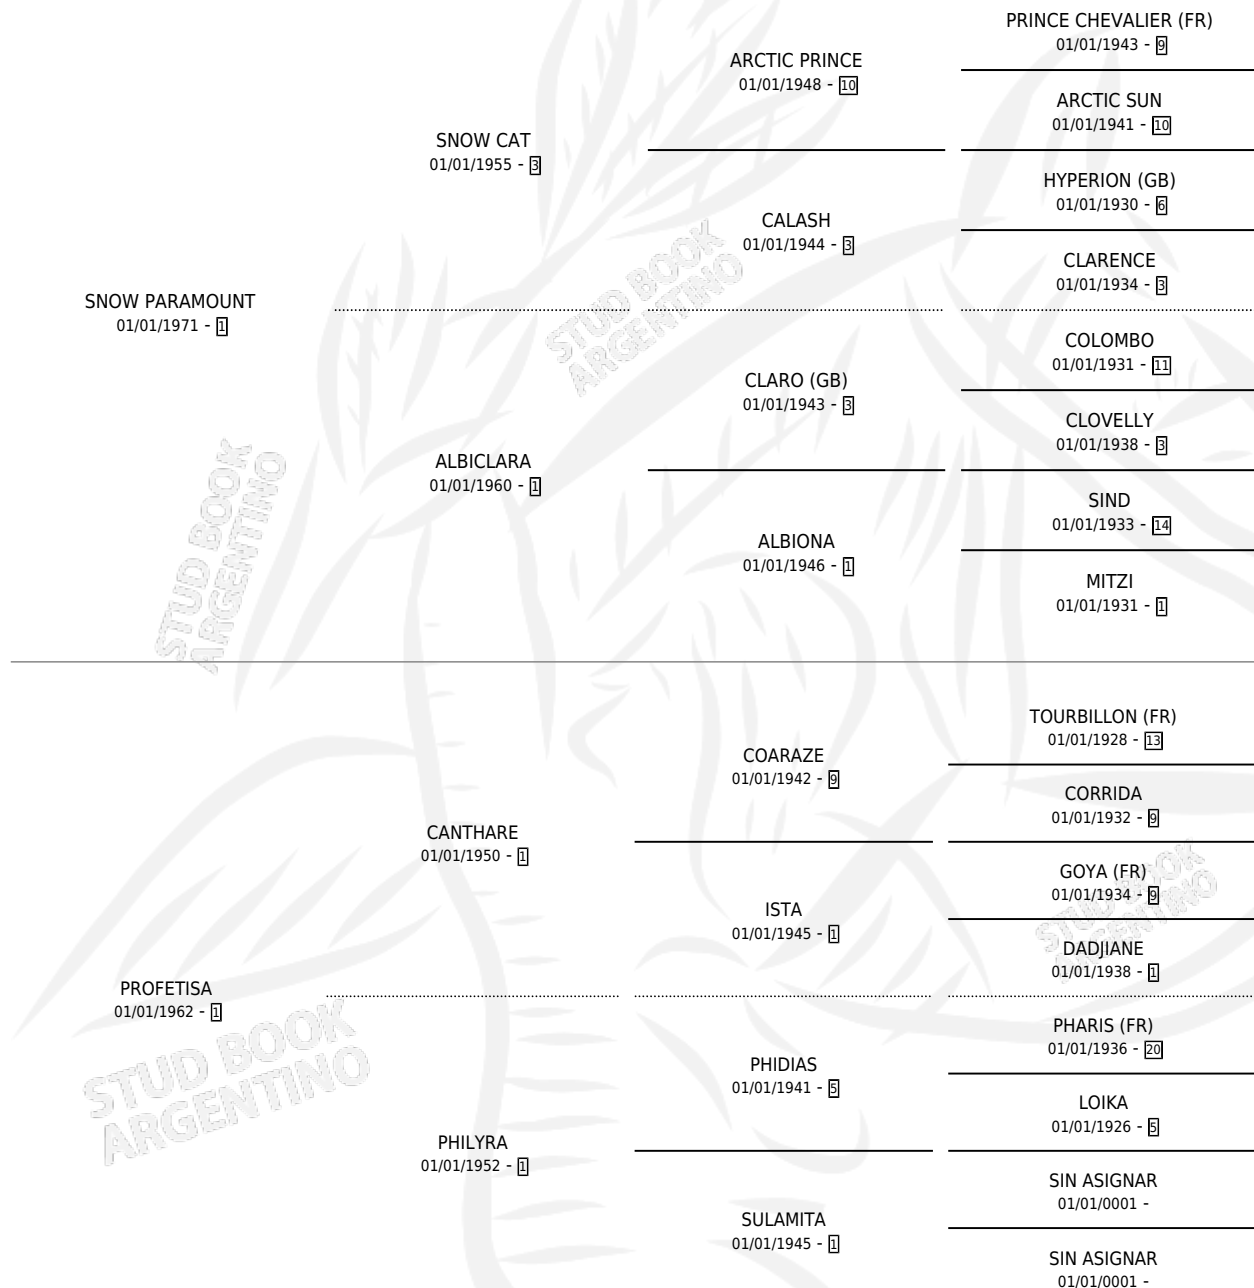 PRINCE CHEVALIER (FR)
01/01/1943 - 9
ARCTIC PRINCE
01/01/1948 - 10
ARCTIC SUN
01/01/1941 - 10
SNOW CAT
01/01/1955 - 3
HYPERION (GB)
01/01/1930 - 6
CALASH
01/01/1944 - 3
CLARENCE
01/01/1934 - 3
SNOW PARAMOUNT
01/01/1971 - 1
COLOMBO
01/01/1931 - 11
CLARO (GB)
01/01/1943 - 3
CLOVELLY
01/01/1938 - 3
ALBICLARA
01/01/1960 - 1
SIND
01/01/1933 - 14
ALBIONA
01/01/1946 - 1
MITZI
01/01/1931 - 1
TOURBILLON (FR)
01/01/1928 - 13
COARAZE
01/01/1942 - 9
CORRIDA
01/01/1932 - 9
CANTHARE
01/01/1950 - 1
GOYA (FR)
01/01/1934 - 9
ISTA
01/01/1945 - 1
DADJIANE
01/01/1938 - 1
PROFETISA
01/01/1962 - 1
PHARIS (FR)
01/01/1936 - 20
PHIDIAS
01/01/1941 - 5
LOIKA
01/01/1926 - 5
PHILYRA
01/01/1952 - 1
SIN ASIGNAR
01/01/0001 -
SULAMITA
01/01/1945 - 1
SIN ASIGNAR
01/01/0001 -
STUD BOOK
ARGENTINO
STUD BOOK
ARGENTINO
STUD BOOK
ARGENTINO
STUD BOOK
ARGENTINO